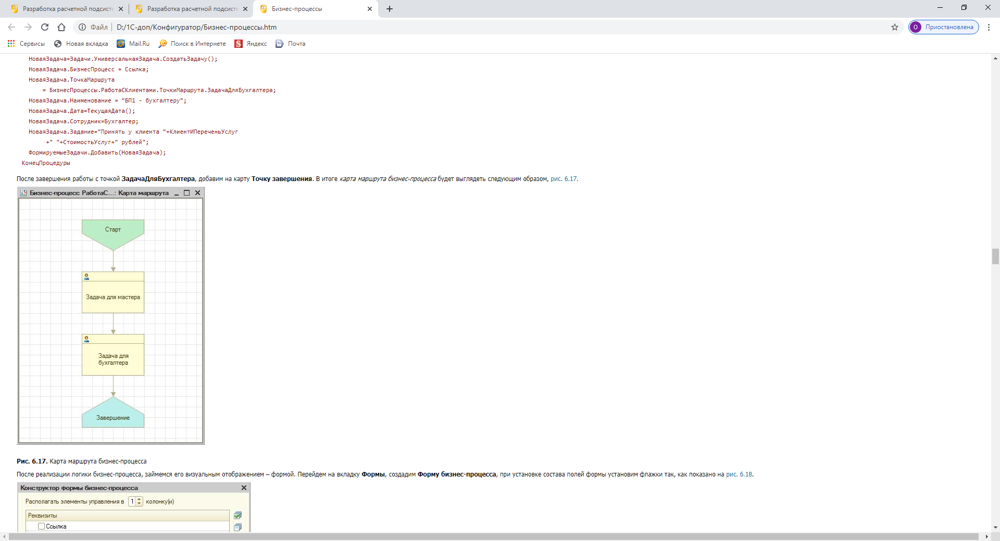 Разработка расчетной подсисте
Разработка расчетной подсисте
Бизнес-процессы
Файл
D:/1С-доп/Конфигуратор/Бизнес-процессы.htm
О
Приостановлена
Сервисы
Новая вкладка
Mail.Ru
Поиск в Интернете
Яндекс
Почта
НоваяЗадача=Задачи.УниверсальнаяЗадача.СоздатьЗадачу();
НоваяЗадача.БизнесПроцесс = Ссылка;
НоваяЗадача.ТочкаМаршрута
= БизнесПроцессы.РаботаСКлиентами.ТочкиМаршрута.ЗадачаДляБухгалтера;
НоваяЗадача.Наименование = "БП1 - бухгалтеру";
НоваяЗадача.Дата=ТекущаяДата();
НоваяЗадача.Сотрудник=Бухгалтер;
НоваяЗадача.Задание="Принять у клиента "+КлиентИПереченьУслуг
+" "+СтоимостьУслуг+" рублей";
ФормируемыеЗадачи.Добавить(НоваяЗадача);
КонецПроцедуры
После завершения работы с точкой ЗадачаДляБухгалтера, добавим на карту Точку завершения. В итоге карта маршрута бизнес-процесса будет выглядеть следующим образом, рис. 6.17.
Бизнес-процесс РаботаС...: Карта маршрута
Старт
Задача для мастера
Задача для
бухгалтера
Завершение
Рис. 6.17. Карта маршрута бизнес-процесса
После реализации логики бизнес-процесса, займемся его визуальным отображением – формой. Перейдем на вкладку Формы, создадим Форму бизнес-процесса, при установке состава полей формы установим флажки так, как показано на рис. 6.18.
Конструктор формы бизнес-процесса
Располагать элементы управления в 1 колонку(и)
Реквизиты
Ссылка